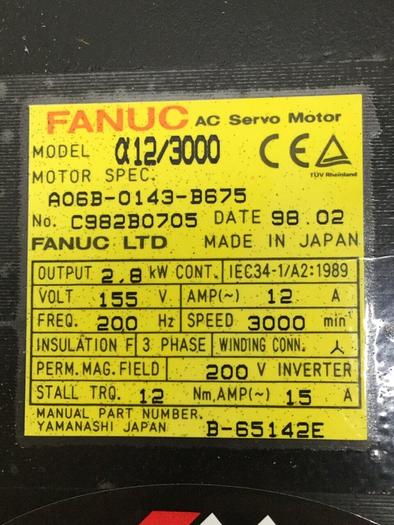 FANUC AC Servo Motor
MODEL α12/3000
CE TÜV Rheinland
MOTOR SPEC.
A06B-0143-B675
No. C982B0705 DATE 98.02
FANUC LTD MADE IN JAPAN
OUTPUT 2.8 kW CONT. IEC34-1/A2:1989
VOLT 155 V AMP(~) 12 A
FREQ. 200 Hz SPEED 3000 min⁻¹
INSULATION F 3 PHASE WINDING CONN. 人
PERM. MAG. FIELD 200 V INVERTER
STALL TRQ. 12 Nm, AMP(~) 15 A
MANUAL PART NUMBER.
YAMANASHI JAPAN B-65142E